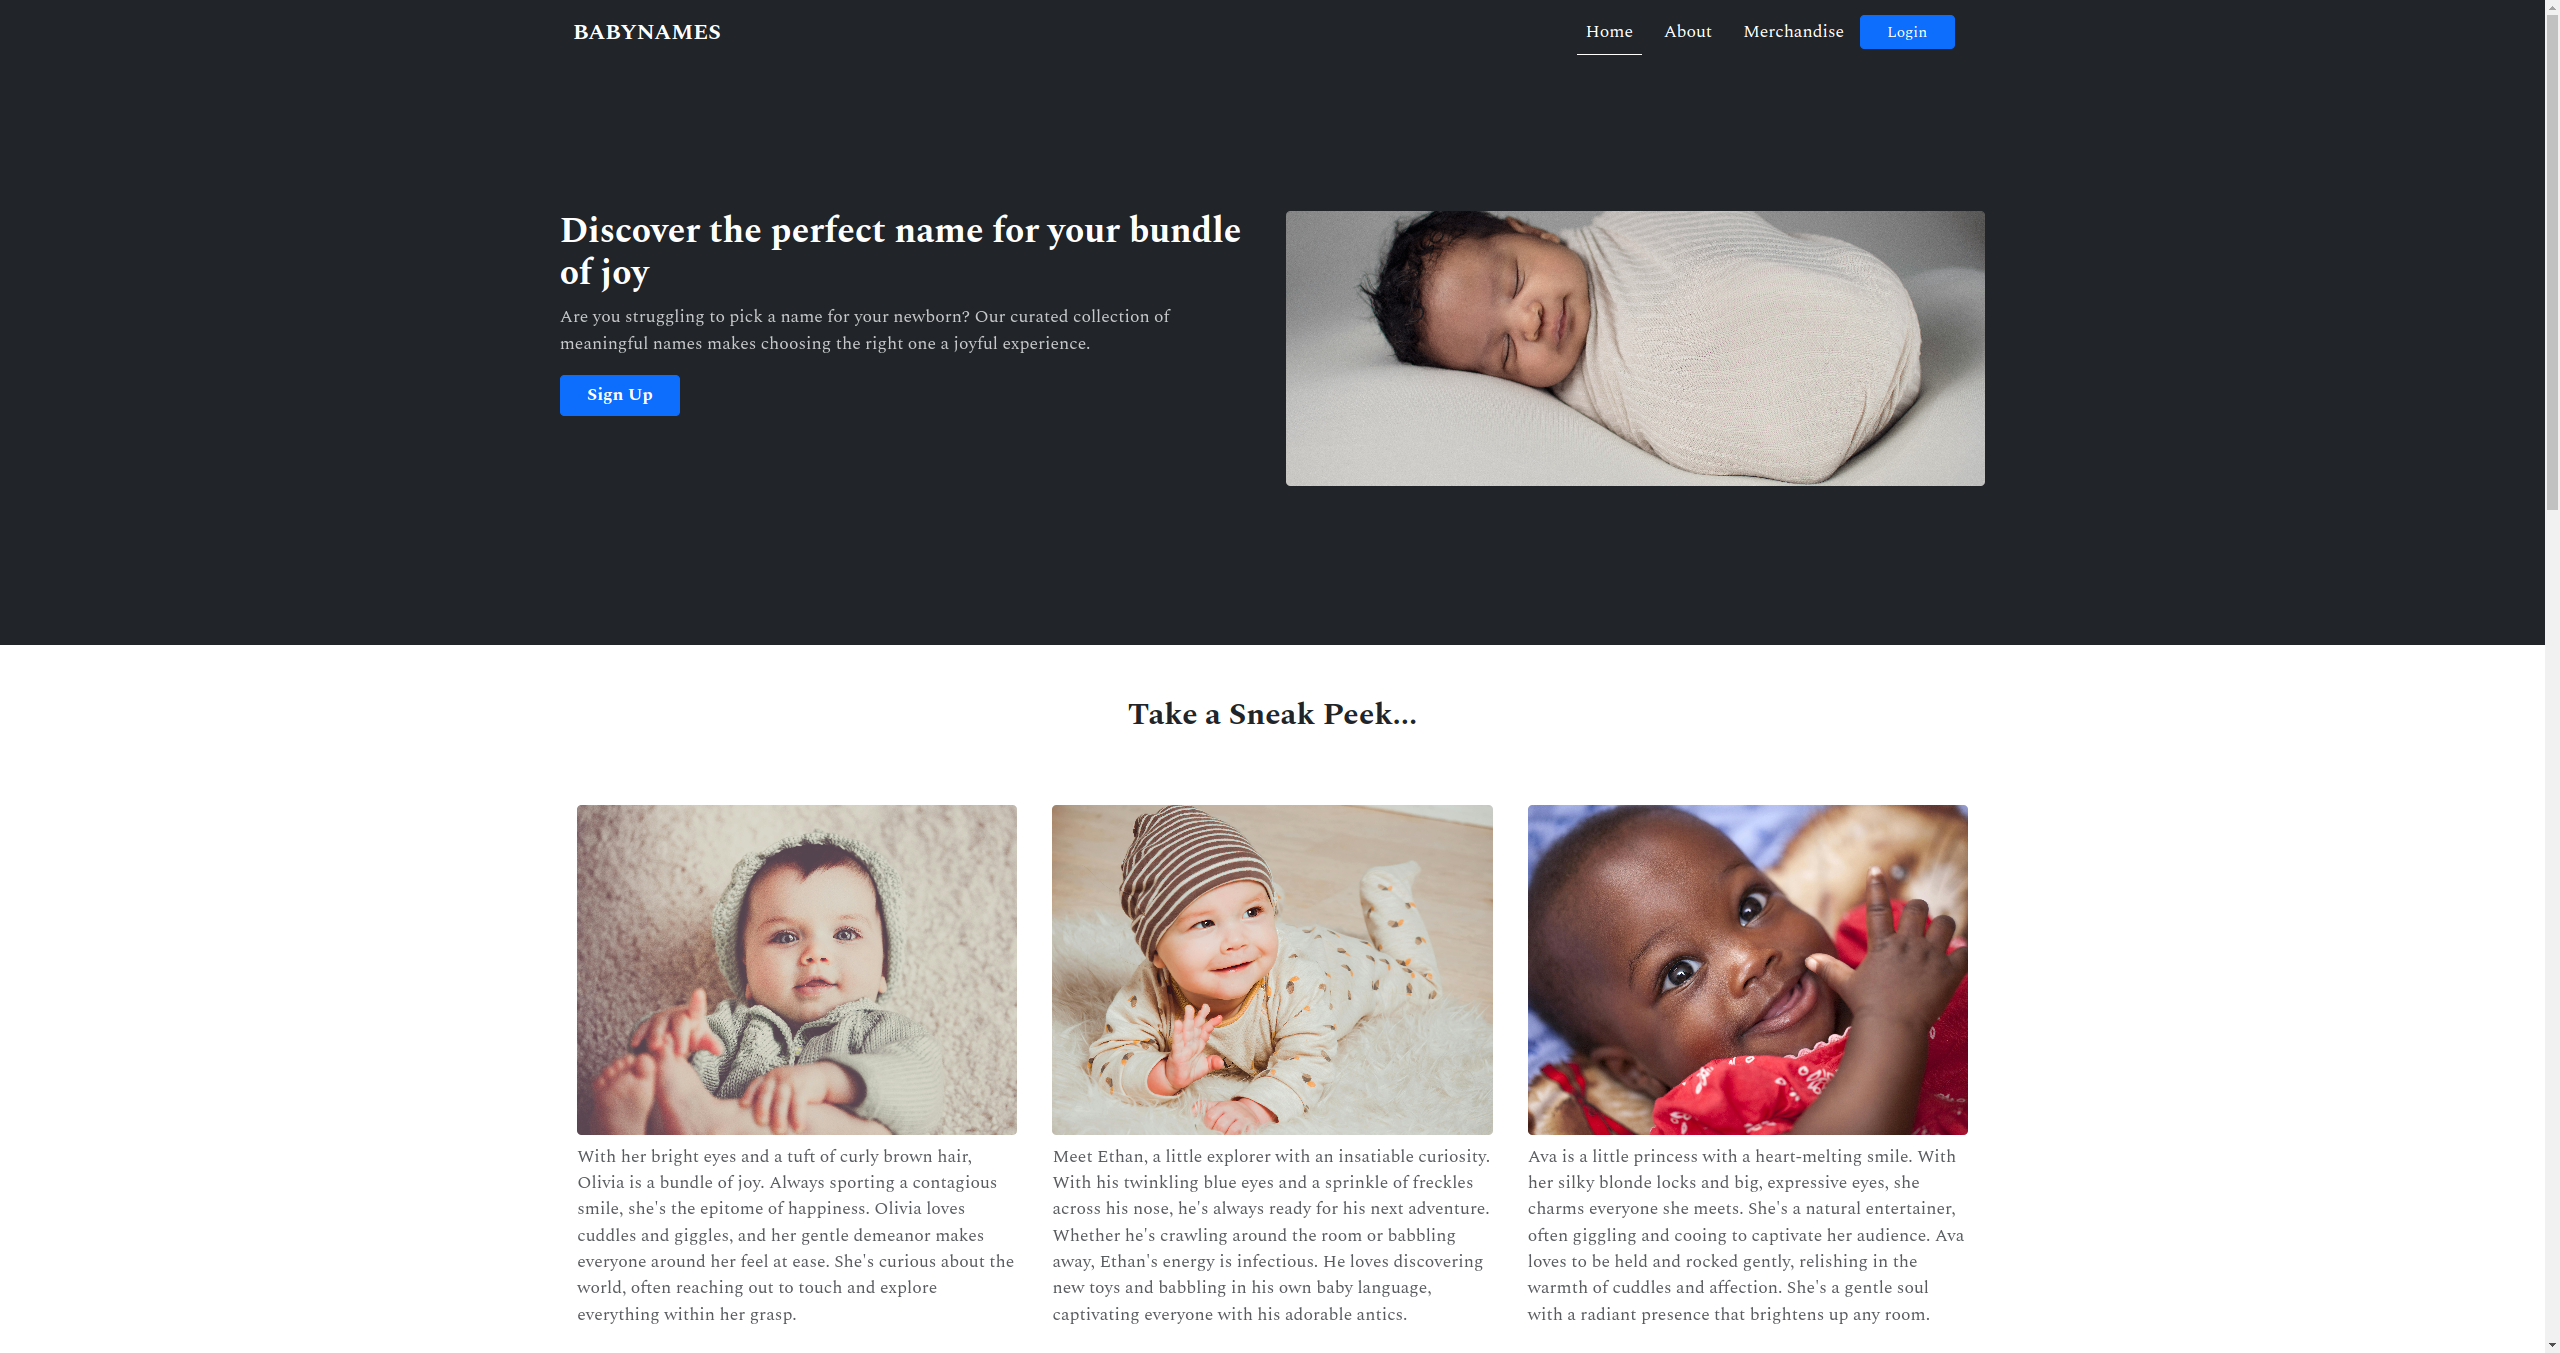 BABYNAMES
Home About Merchandise Login
Discover the perfect name for your bundle
of joy
Are you struggling to pick a name for your newborn? Our curated collection of
meaningful names makes choosing the right one a joyful experience.
Sign Up
Take a Sneak Peek...
With her bright eyes and a tuft of curly brown hair,
Olivia is a bundle of joy. Always sporting a contagious
smile, she's the epitome of happiness. Olivia loves
cuddles and giggles, and her gentle demeanor makes
everyone around her feel at ease. She's curious about the
world, often reaching out to touch and explore
everything within her grasp.
Meet Ethan, a little explorer with an insatiable curiosity.
With his twinkling blue eyes and a sprinkle of freckles
across his nose, he's always ready for his next adventure.
Whether he's crawling around the room or babbling
away, Ethan's energy is infectious. He loves discovering
new toys and babbling in his own baby language,
captivating everyone with his adorable antics.
Ava is a little princess with a heart-melting smile. With
her silky blonde locks and big, expressive eyes, she
charms everyone she meets. She's a natural entertainer,
often giggling and cooing to captivate her audience. Ava
loves to be held and rocked gently, relishing in the
warmth of cuddles and affection. She's a gentle soul
with a radiant presence that brightens up any room.